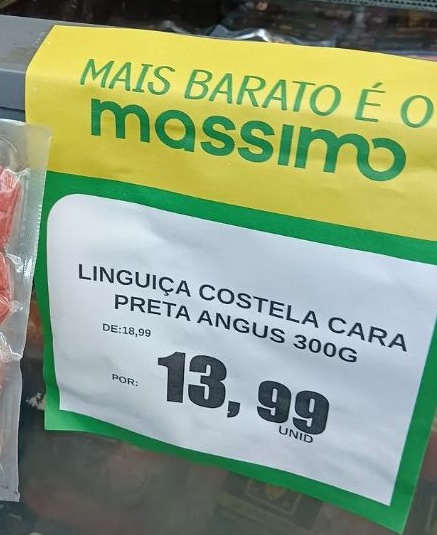 MAIS BARATO É O
massimo
LINGUIÇA COSTELA CARA
PRETA ANGUS 300G
DE:18,99
POR: 13,99
UNID